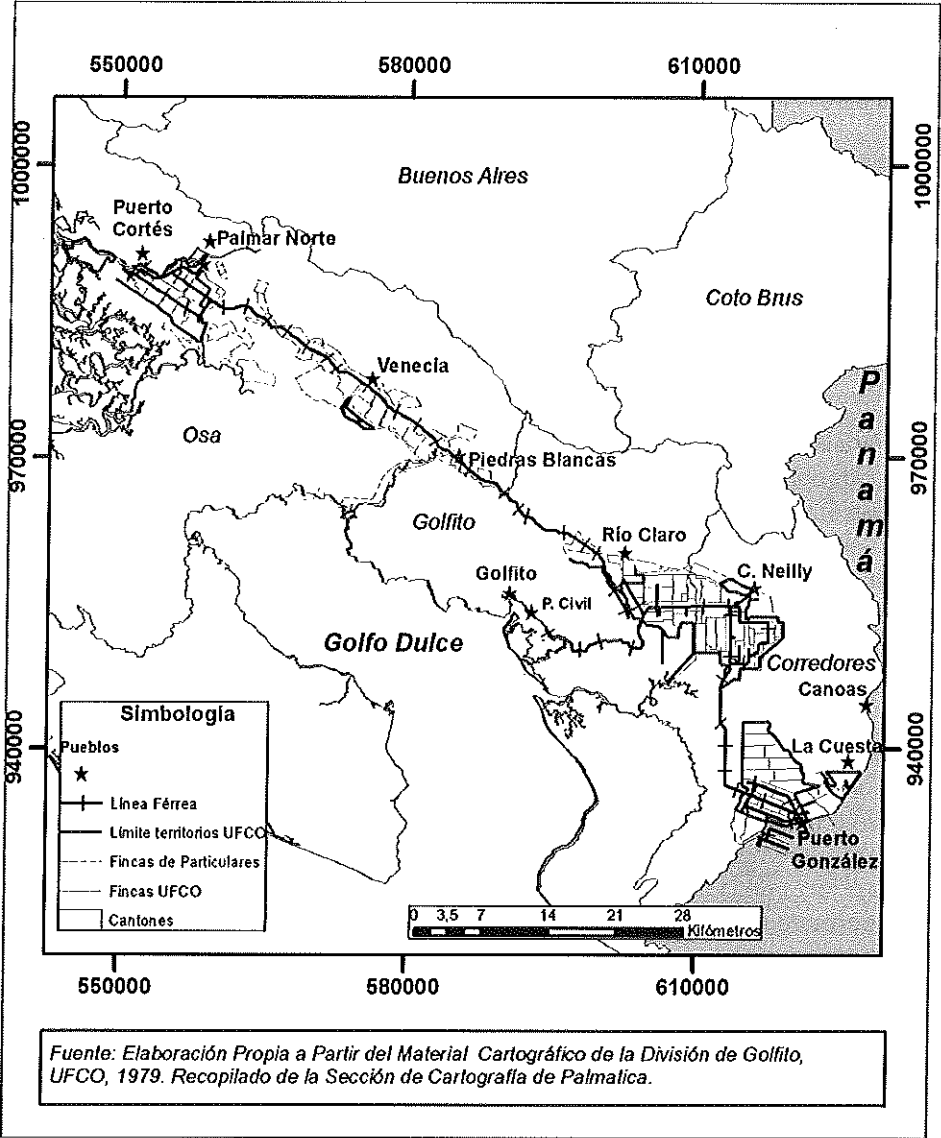 550000
580000
610000
1000000
1000000
Buenos Aires
Puerto
Cortés
Palmar Norte
Coto Brus
Venecia
Panamá
Osa
970000
970000
Piedras Blancas
Golfito
Río Claro
Golfito
C. Neilly
P. Civil
Golfo Dulce
Corredores
Canoas
Simbología
940000
940000
La Cuesta
Pueblos
Línea Férrea
Límite territorios UFCO
Puerto
González
Fincas de Particulares
Fincas UFCO
Cantones
0 3,5 7 14 21 28
Kilómetros
550000
580000
610000
Fuente: Elaboración Propia a Partir del Material Cartográfico de la División de Golfito,
UFCO, 1979. Recopilado de la Sección de Cartografía de Palmatica.